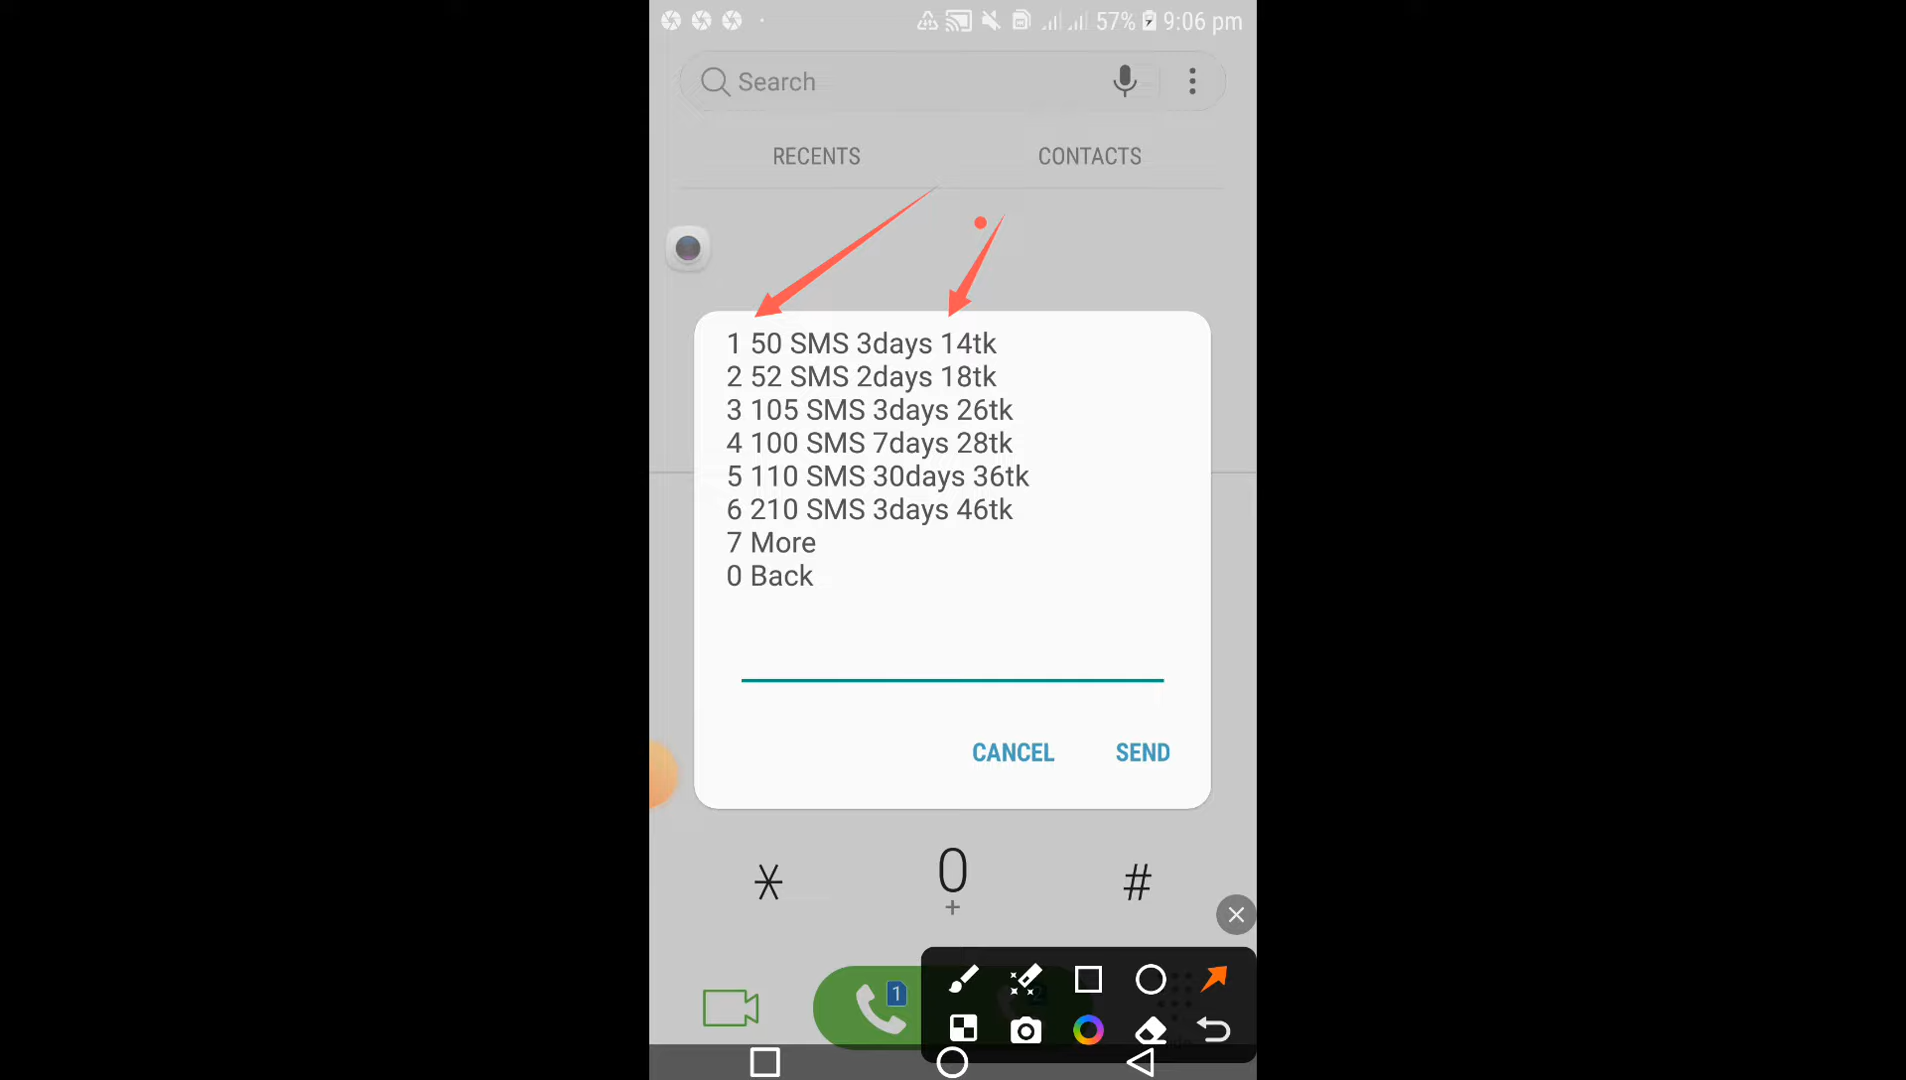 57% 9:06 pm
Search
RECENTS CONTACTS
1 50 SMS 3days 14tk
2 52 SMS 2days 18tk
3 105 SMS 3days 26tk
4 100 SMS 7days 28tk
5 110 SMS 30days 36tk
6 210 SMS 3days 46tk
7 More
0 Back
CANCEL SEND
* 0 #
+
1 2